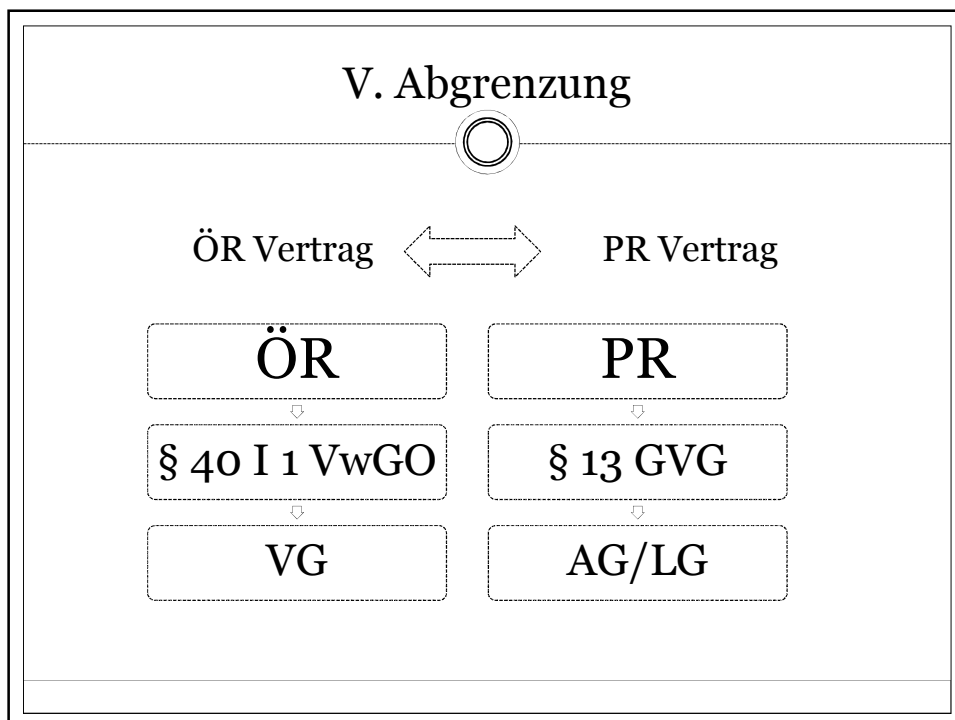 V. Abgrenzung
ÖR Vertrag
PR Vertrag
ÖR
PR
§ 40 I 1 VwGO
§ 13 GVG
VG
AG/LG